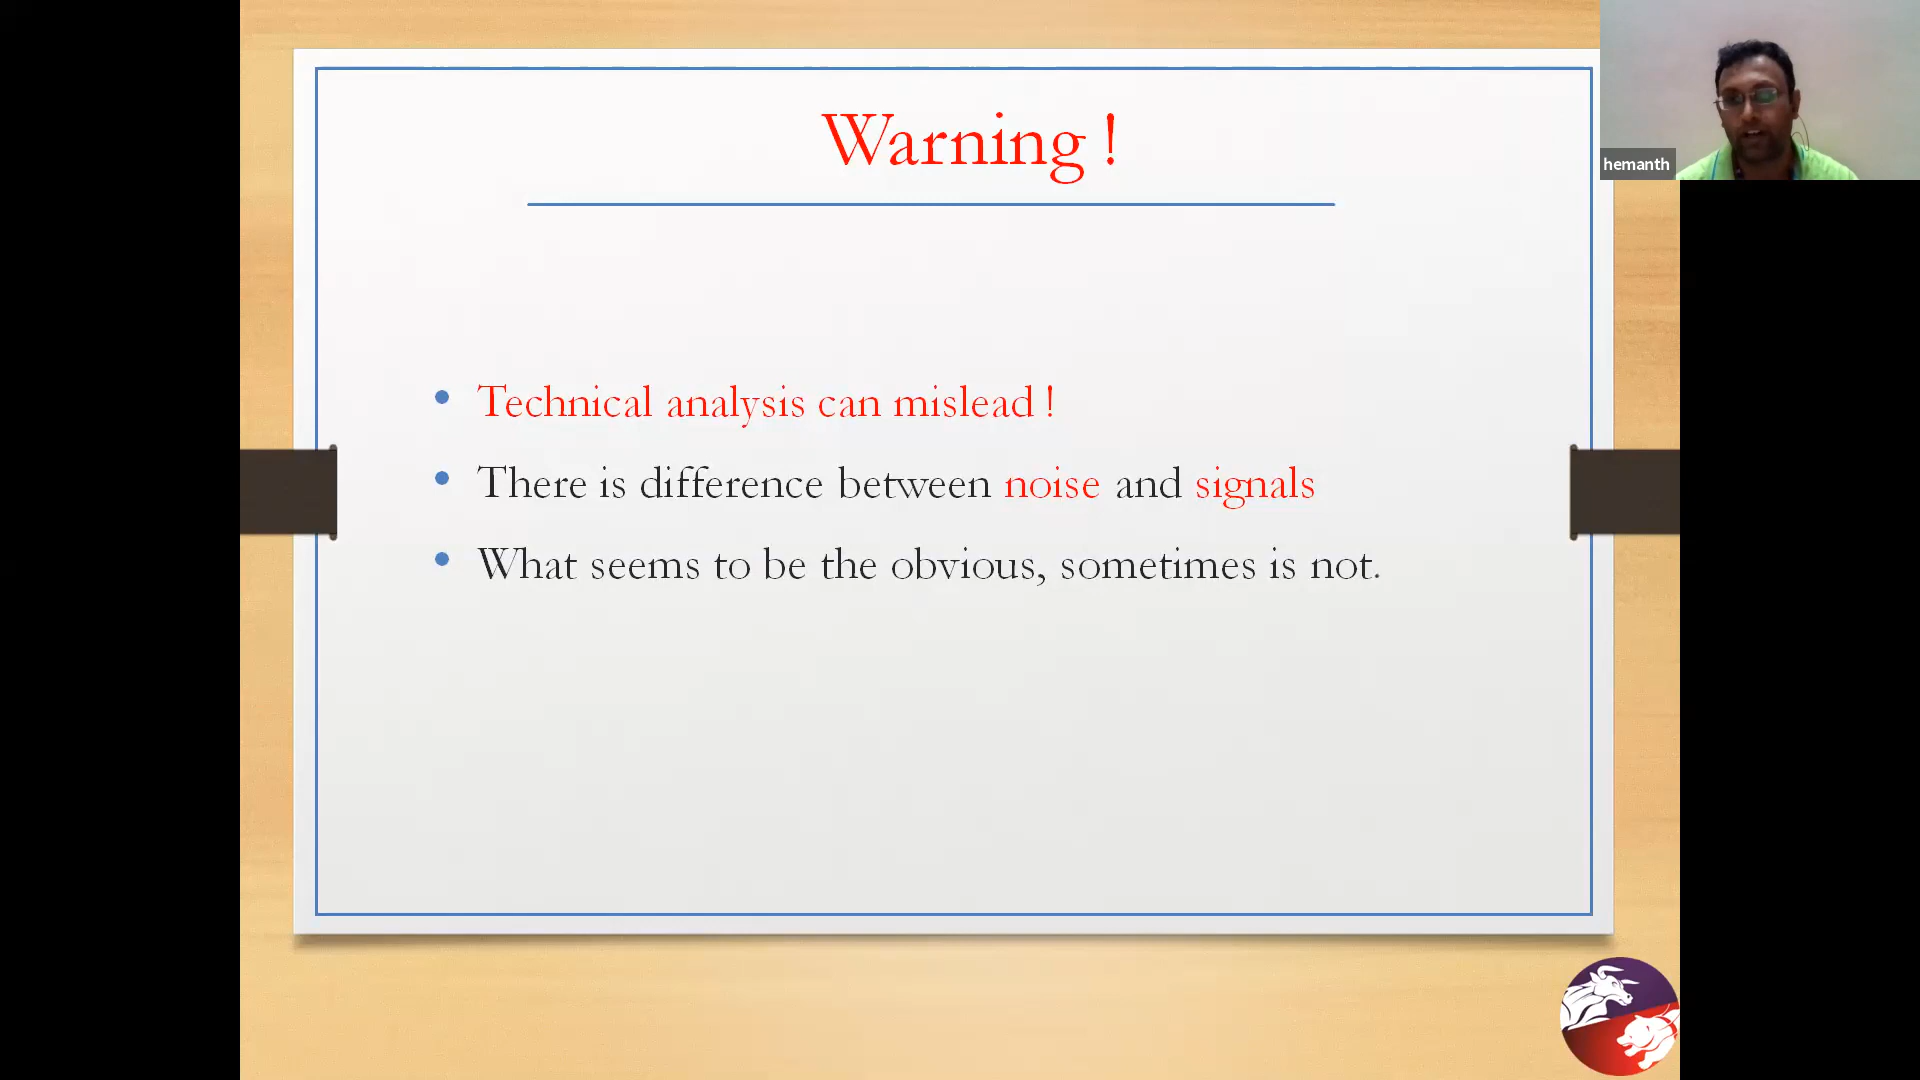 Warning !
hemanth
Technical analysis can mislead !
There is difference between noise and signals
What seems to be the obvious, sometimes is not.